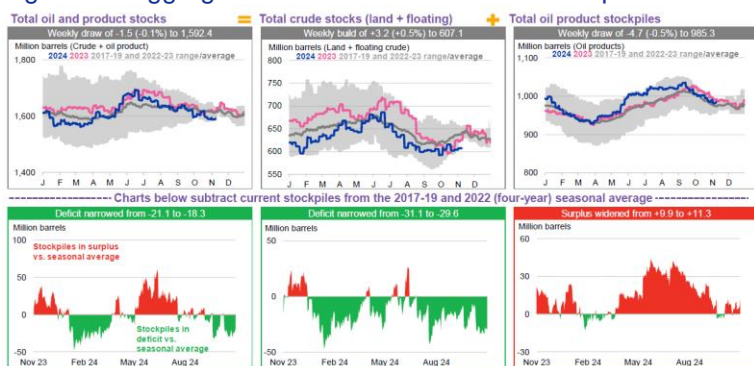 Total oil and product stocks = Total crude stocks (land + floating) + Total oil product stockpiles
Weekly draw of -1.5 (-0.1%) to 1,592.4
Million barrels (Crude + oil product)
2024 2023 2017-19 and 2022-23 range/average
1,800
1,600
1,400
J F M A M J J A S O N D
Weekly build of +3.2 (+0.5%) to 607.1
Million barrels (Land + floating crude)
2024 2023 2017-19 and 2022-23 range/average
800
750
700
650
600
550
J F M A M J J A S O N D
Weekly draw of -4.7 (-0.5%) to 985.3
Million barrels (Oil products)
2024 2023 2017-19 and 2022-23 range/average
1,100
1,000
900
800
J F M A M J J A S O N D
Charts below subtract current stockpiles from the 2017-19 and 2022 (four-year) seasonal average
Deficit narrowed from -21.1 to -18.3
Million barrels
100
50
0
-50
Stockpiles in surplus
vs. seasonal average
Stockpiles in
deficit vs.
seasonal average
Nov 23 Feb 24 May 24 Aug 24
Deficit narrowed from -31.1 to -29.6
Million barrels
50
0
-50
Nov 23 Feb 24 May 24 Aug 24
Surplus widened from +9.9 to +11.3
Million barrels
60
30
0
-30
Nov 23 Feb 24 May 24 Aug 24